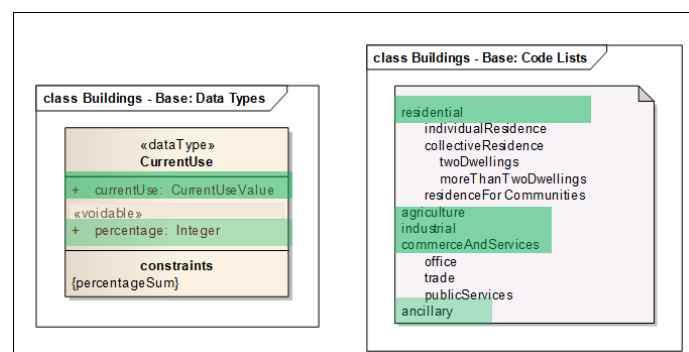 class Buildings - Base: Data Types
«dataType»
CurrentUse
+ currentUse: CurrentUseValue
«voidable»
+ percentage: Integer
constraints
{percentageSum}
class Buildings - Base: Code Lists
residential
individualResidence
collectiveResidence
twoDwellings
moreThanTwoDwellings
residenceForCommunities
agriculture
industrial
commerceAndServices
office
trade
publicServices
ancillary